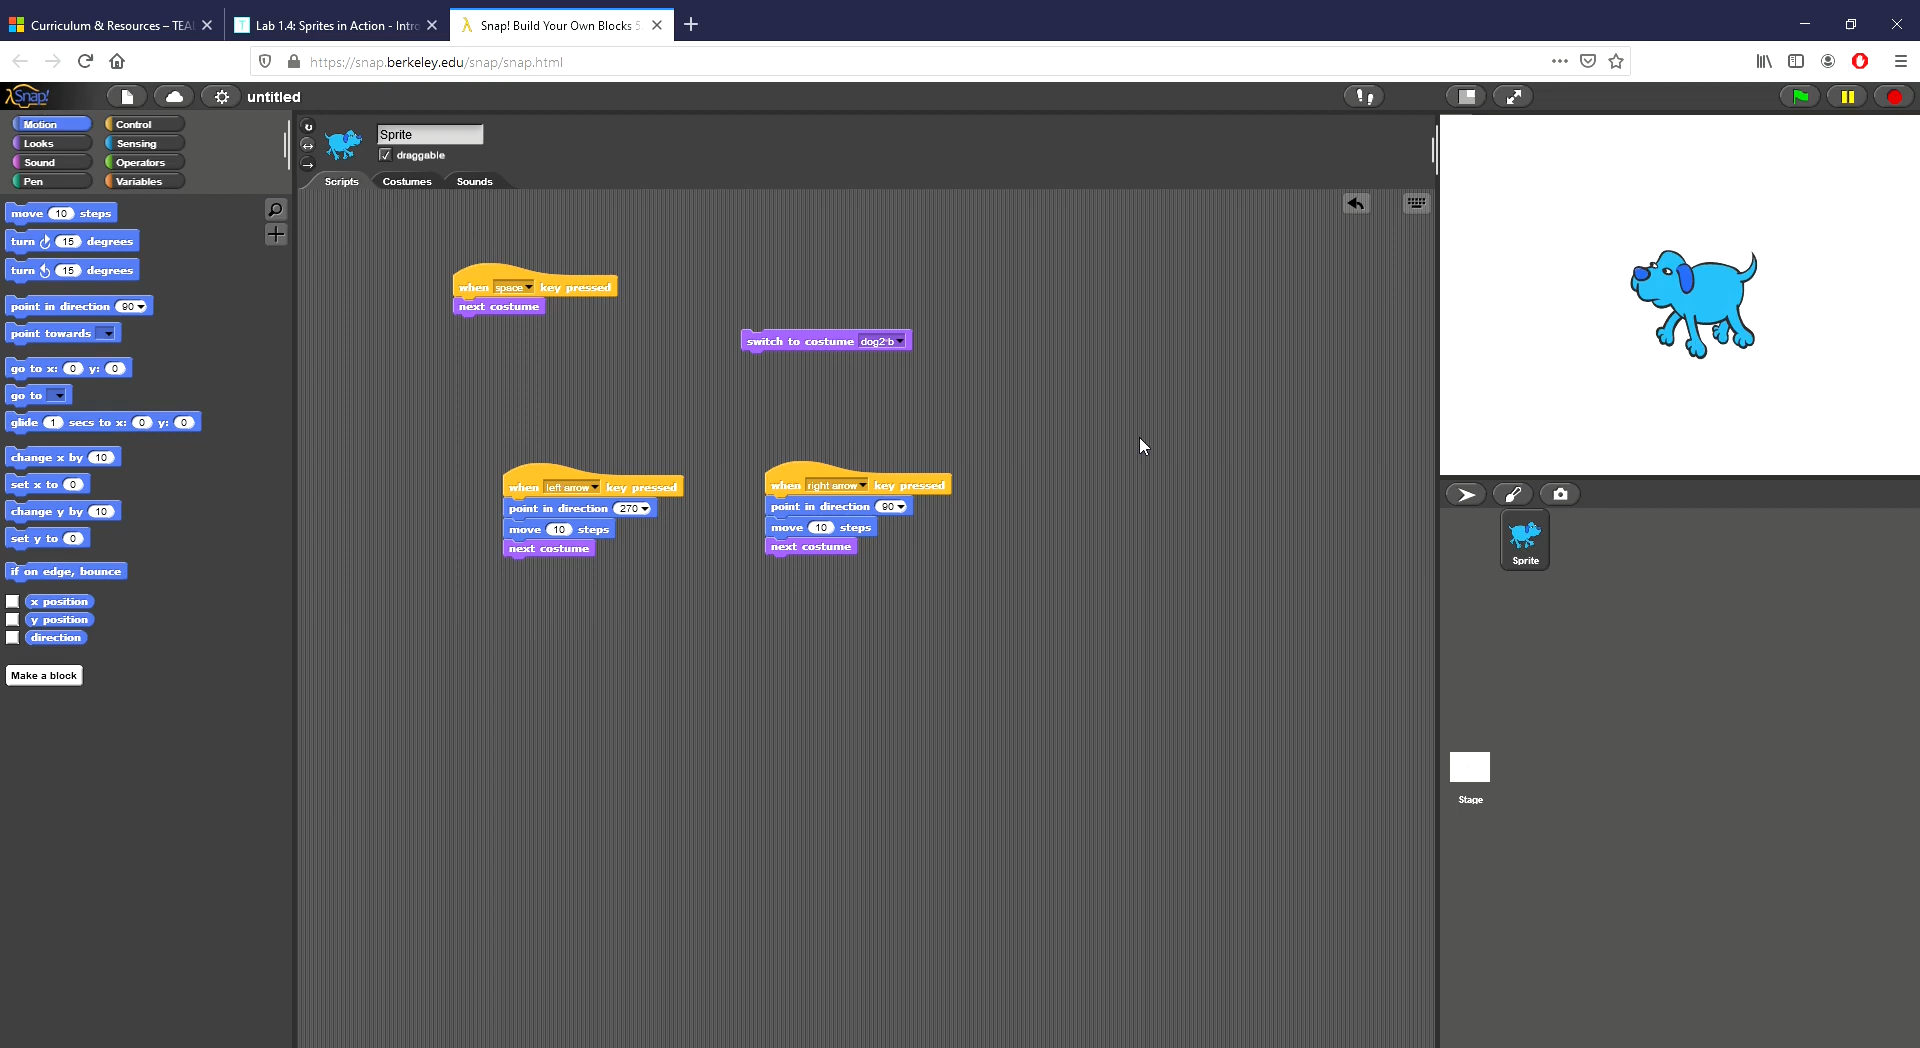 Curriculum & Resources – TEA
Lab 1.4: Sprites in Action - Intro
Snap! Build Your Own Blocks 5
https://snap.berkeley.edu/snap/snap.html
Snap!
untitled
Motion
Control
Looks
Sensing
Sound
Operators
Pen
Variables
Sprite
draggable
Scripts
Costumes
Sounds
move 10 steps
turn 15 degrees
turn 15 degrees
point in direction 90
point towards
go to x: 0 y: 0
go to
glide 1 secs to x: 0 y: 0
change x by 10
set x to 0
change y by 10
set y to 0
if on edge, bounce
x position
y position
direction
Make a block
when space key pressed
next costume
switch to costume dog2-b
when left arrow key pressed
point in direction 270
move 10 steps
next costume
when right arrow key pressed
point in direction 90
move 10 steps
next costume
Sprite
Stage